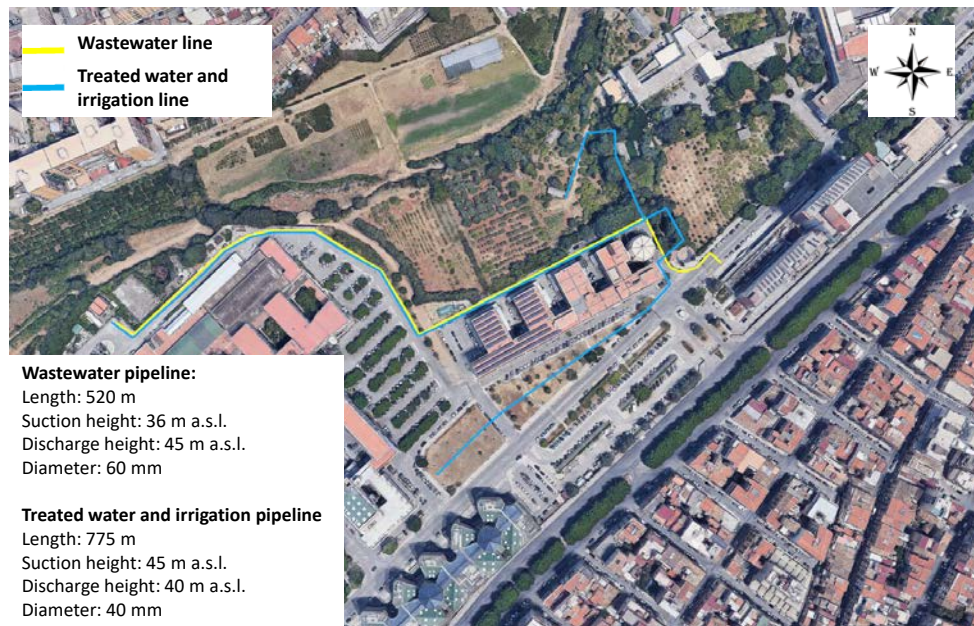 Wastewater line
Treated water and
irrigation line
N
W E
S
Wastewater pipeline:
Length: 520 m
Suction height: 36 m a.s.l.
Discharge height: 45 m a.s.l.
Diameter: 60 mm
Treated water and irrigation pipeline
Length: 775 m
Suction height: 45 m a.s.l.
Discharge height: 40 m a.s.l.
Diameter: 40 mm